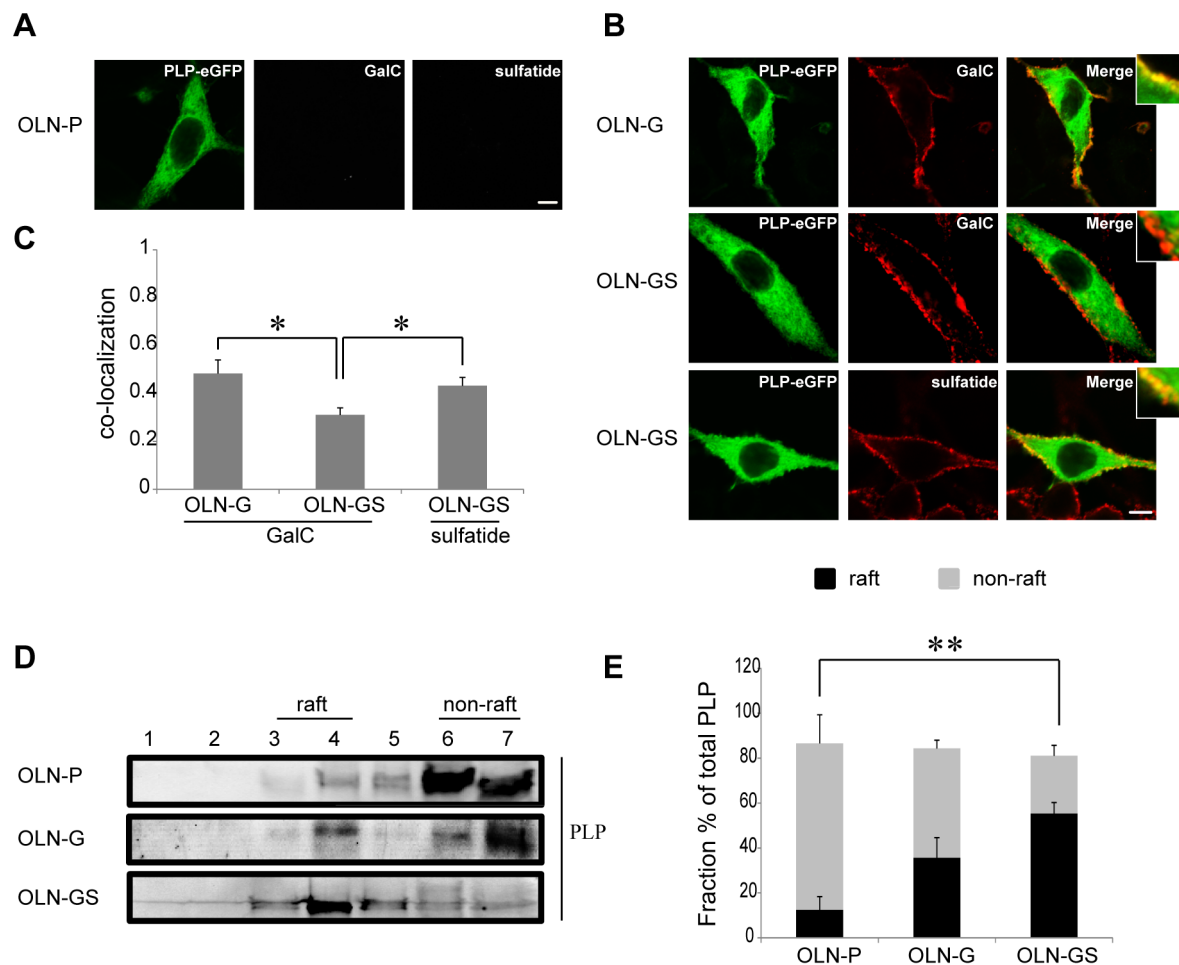 A
PLP-eGFP GalC sulfatide
OLN-P
B
PLP-eGFP GalC Merge
OLN-G
PLP-eGFP GalC Merge
OLN-GS
PLP-eGFP sulfatide Merge
OLN-GS
C
co-localization
1
0.8
0.6
0.4
0.2
0
* *
OLN-G OLN-GS OLN-GS
GalC sulfatide
raft non-raft
D
raft non-raft
1 2 3 4 5 6 7
OLN-P
OLN-G
OLN-GS
PLP
E
Fraction % of total PLP
120
100
80
60
40
20
0
**
OLN-P OLN-G OLN-GS